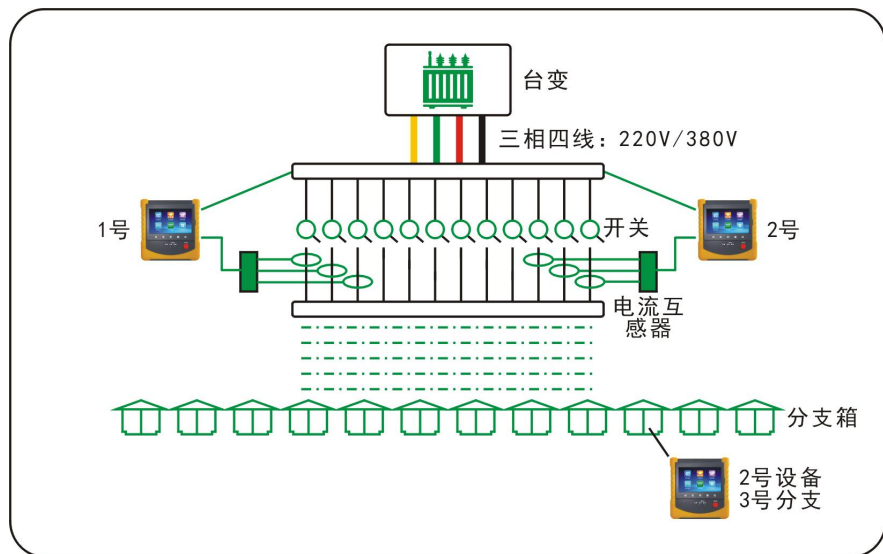 台变
三相四线：220V/380V
1号
开关
2号
电流互
感器
分支箱
2号设备
3号分支